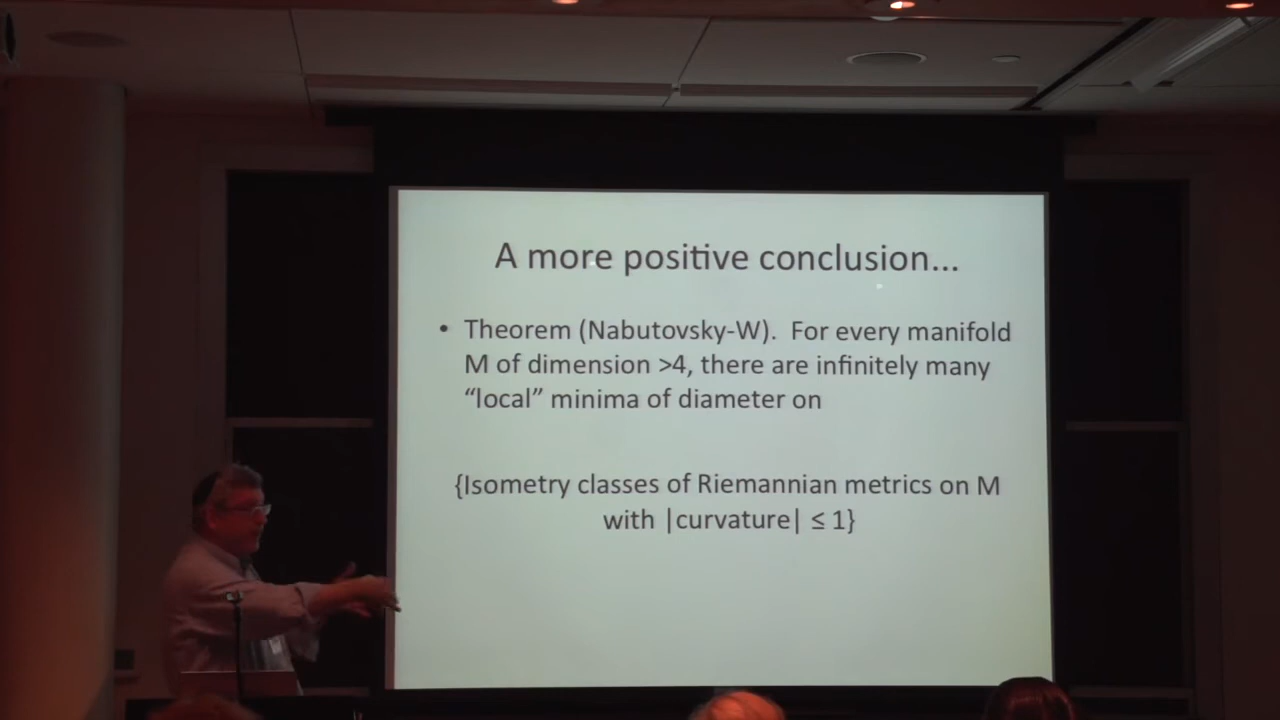 A more positive conclusion...
• Theorem (Nabutovsky-W). For every manifold
M of dimension >4, there are infinitely many
“local” minima of diameter on
{Isometry classes of Riemannian metrics on M
with |curvature| ≤ 1}